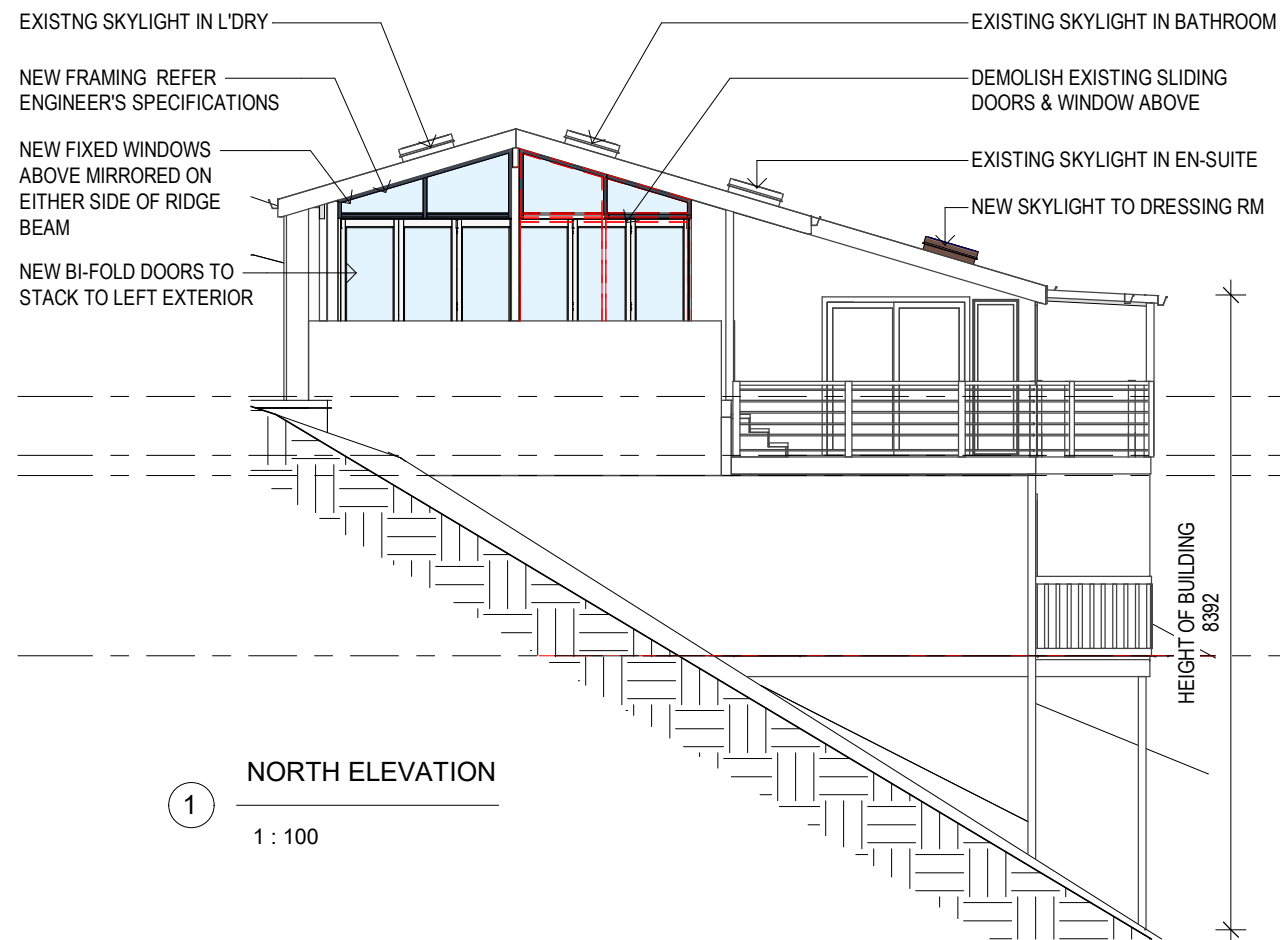 EXISTNG SKYLIGHT IN L'DRY
NEW FRAMING REFER
ENGINEER'S SPECIFICATIONS
NEW FIXED WINDOWS
ABOVE MIRRORED ON
EITHER SIDE OF RIDGE
BEAM
NEW BI-FOLD DOORS TO
STACK TO LEFT EXTERIOR
EXISTING SKYLIGHT IN BATHROOM
DEMOLISH EXISTING SLIDING
DOORS & WINDOW ABOVE
EXISTING SKYLIGHT IN EN-SUITE
NEW SKYLIGHT TO DRESSING RM
HEIGHT OF BUILDING
8392
1
NORTH ELEVATION
1 : 100